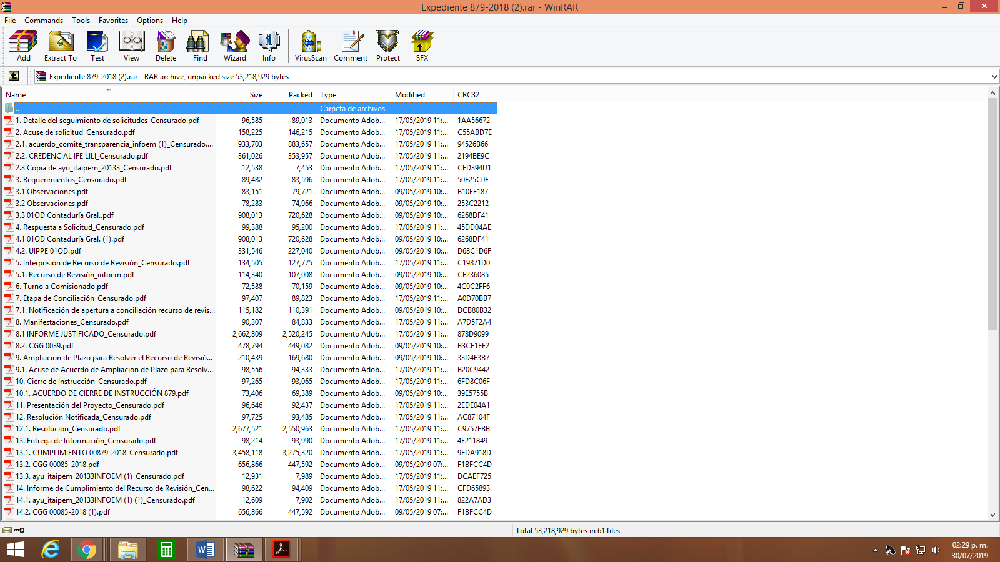 Expediente 879-2018 (2).rar - WinRAR
File Commands Tools Favorites Options Help
Add Extract To Test View Delete Find Wizard Info VirusScan Comment Protect SFX
Expediente 879-2018 (2).rar - RAR archive, unpacked size 53,218,929 bytes
Name Size Packed Type Modified CRC32
.. Carpeta de archivos
1. Detalle del seguimiento de solicitudes_Censurado.pdf 96,585 89,013 Documento Adob... 17/05/2019 11:... 1AA56672
2. Acuse de solicitud_Censurado.pdf 158,225 146,215 Documento Adob... 17/05/2019 11:... C55ABD7E
2.1. acuerdo_comité_transparencia_infoem (1)_Censurado.... 933,703 883,657 Documento Adob... 17/05/2019 11:... 94526B66
2.2. CREDENCIAL IFE LILI_Censurado.pdf 361,026 353,957 Documento Adob... 17/05/2019 11:... 2194BE9C
2.3 Copia de ayu_itaipem_20133_Censurado.pdf 12,538 7,453 Documento Adob... 17/05/2019 11:... CED394D1
3. Requerimientos_Censurado.pdf 89,482 83,596 Documento Adob... 17/05/2019 11:... 50F25C0E
3.1 Observaciones.pdf 83,151 79,721 Documento Adob... 09/05/2019 10:... B10EF187
3.2 Observaciones.pdf 78,283 74,966 Documento Adob... 09/05/2019 10:... 253C2212
3.3 01OD Contaduría Gral..pdf 908,013 720,628 Documento Adob... 09/05/2019 10:... 6268DF41
4. Respuesta a Solicitud_Censurado.pdf 99,388 95,200 Documento Adob... 17/05/2019 11:... 45DD04AE
4.1 01OD Contaduría Gral. (1).pdf 908,013 720,628 Documento Adob... 09/05/2019 10:... 6268DF41
4.2. UIPPE 01OD.pdf 331,546 227,040 Documento Adob... 09/05/2019 10:... D68C1D6F
5. Interposión de Recurso de Revisión_Censurado.pdf 134,505 127,775 Documento Adob... 17/05/2019 11:... C19871D0
5.1. Recurso de Revisión_infoem.pdf 114,340 107,008 Documento Adob... 09/05/2019 10:... CF236085
6. Turno a Comisionado.pdf 72,588 70,159 Documento Adob... 09/05/2019 10:... 4C9C2FF6
7. Etapa de Conciliación_Censurado.pdf 97,407 89,823 Documento Adob... 17/05/2019 11:... A0D70BB7
7.1. Notificación de apertura a conciliación recurso de revis... 115,182 110,391 Documento Adob... 09/05/2019 10:... DCB80B32
8. Manifestaciones_Censurado.pdf 90,307 84,833 Documento Adob... 17/05/2019 11:... A7D5F2A4
8.1 INFORME JUSTIFICADO_Censurado.pdf 2,662,809 2,520,245 Documento Adob... 17/05/2019 11:... 878D9099
8.2. CGG 0039.pdf 478,794 449,082 Documento Adob... 09/05/2019 10:... B3CE1FE2
9. Ampliacion de Plazo para Resolver el Recurso de Revisió... 210,439 169,680 Documento Adob... 09/05/2019 10:... 33D4F3B7
9.1. Acuse de Acuerdo de Ampliación de Plazo para Resolv... 98,556 94,333 Documento Adob... 17/05/2019 11:... B20C9442
10. Cierre de Instrucción_Censurado.pdf 97,265 93,065 Documento Adob... 17/05/2019 11:... 6FD8C06F
10.1. ACUERDO DE CIERRE DE INSTRUCCIÓN 879.pdf 73,406 69,389 Documento Adob... 09/05/2019 10:... 39E5755B
11. Presentación del Proyecto_Censurado.pdf 96,646 92,437 Documento Adob... 17/05/2019 11:... 2EDE04A1
12. Resolución Notificada_Censurado.pdf 97,725 93,485 Documento Adob... 17/05/2019 11:... AC87104F
12.1. Resolución_Censurado.pdf 2,677,521 2,550,963 Documento Adob... 17/05/2019 11:... C9757EBB
13. Entrega de Información_Censurado.pdf 98,214 93,990 Documento Adob... 17/05/2019 11:... 4E211849
13.1. CUMPLIMIENTO 00879-2018_Censurado.pdf 3,458,118 3,275,320 Documento Adob... 17/05/2019 11:... 9FDA918D
13.2. CGG 00085-2018.pdf 656,866 447,592 Documento Adob... 09/05/2019 07:... F1BFCC4D
13.3. ayu_itaipem_20133INFOEM (1)_Censurado.pdf 12,931 7,989 Documento Adob... 17/05/2019 11:... DCAEF725
14. Informe de Cumplimiento del Recurso de Revisión_Cen... 98,622 94,409 Documento Adob... 17/05/2019 11:... CFD65893
14.1. ayu_itaipem_20133INFOEM (1) (1)_Censurado.pdf 12,609 7,902 Documento Adob... 17/05/2019 11:... 822A7AD3
14.2. CGG 00085-2018 (1).pdf 656,866 447,592 Documento Adob... 09/05/2019 07:... F1BFCC4D
Total 53,218,929 bytes in 61 files
02:29 p. m.
30/07/2019